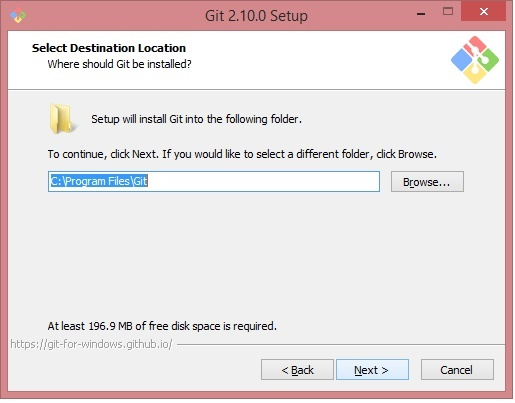 Git 2.10.0 Setup
Select Destination Location
Where should Git be installed?
Setup will install Git into the following folder.
To continue, click Next. If you would like to select a different folder, click Browse.
C:\Program Files\Git
Browse...
At least 196.9 MB of free disk space is required.
https://git-for-windows.github.io/
< Back
Next >
Cancel